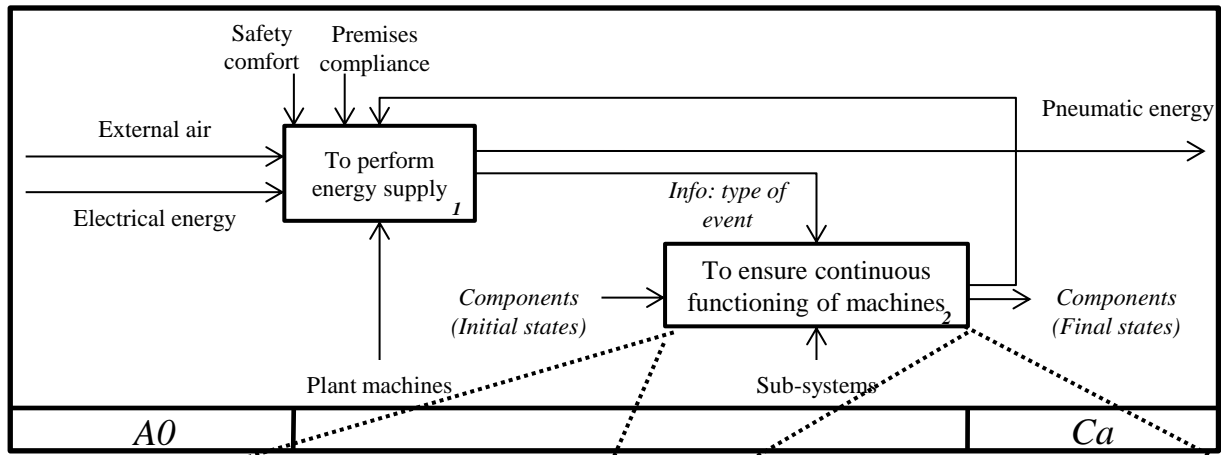 Safety
comfort
Premises
compliance
External air
Electrical energy
To perform
energy supply
1
Pneumatic energy
Info: type of
event
To ensure continuous
functioning of machines
2
Components
(Initial states)
Components
(Final states)
Plant machines
Sub-systems
A0
Ca